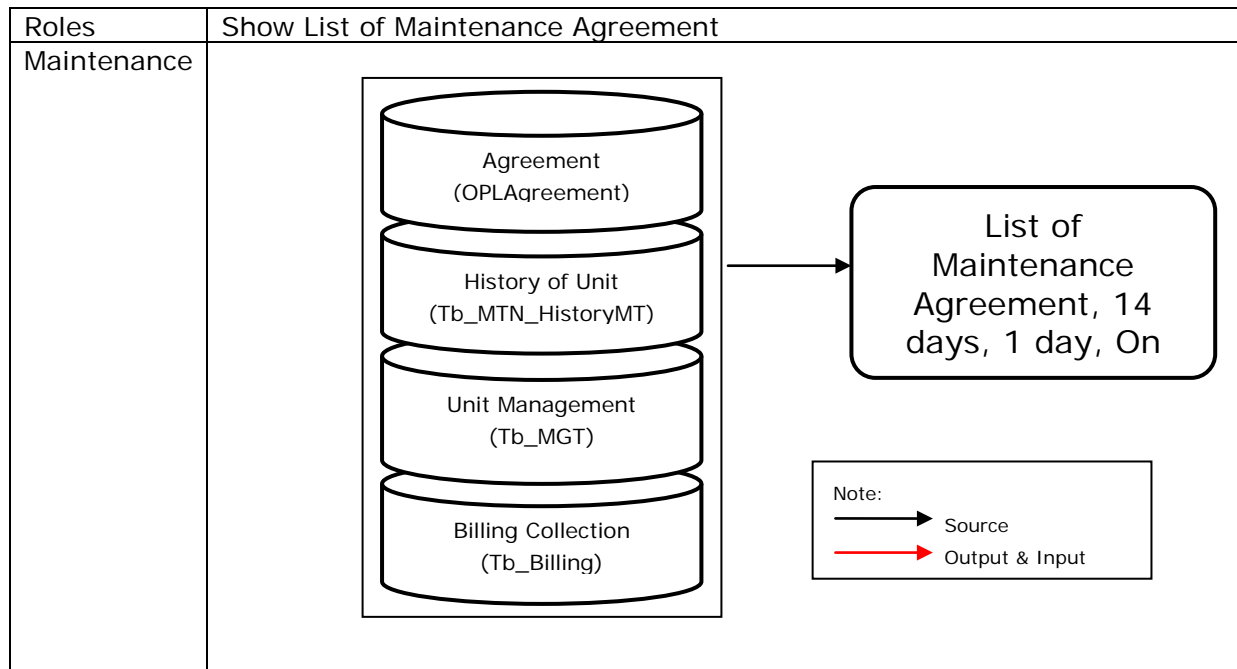 Roles
Show List of Maintenance Agreement
Maintenance
Agreement
(OPLAgreement)
History of Unit
(Tb_MTN_HistoryMT)
Unit Management
(Tb_MGT)
Billing Collection
(Tb_Billing)
List of
Maintenance
Agreement, 14
days, 1 day, On
Note:
Source
Output & Input